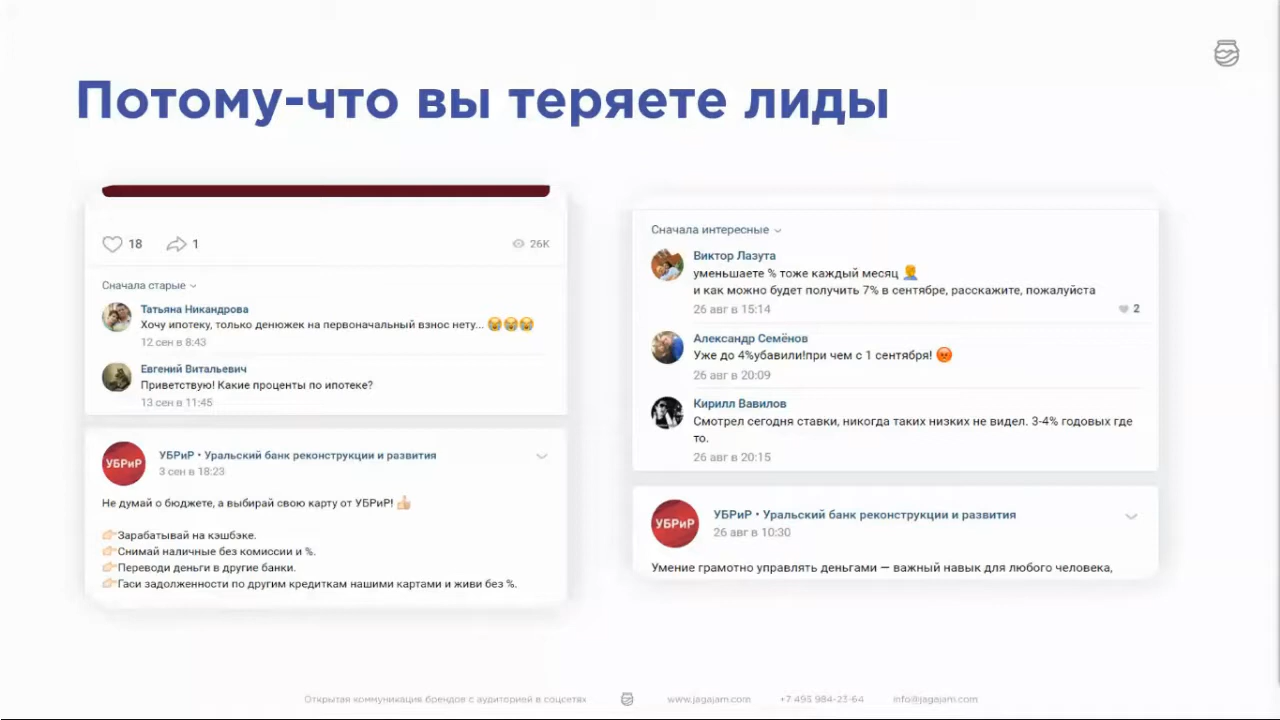 Потому-что вы теряете лиды
18 1 26K
Сначала старые
Татьяна Никандрова
Хочу ипотеку, только денюжек на первоначальный взнос нету... 😭😭😭
12 сен в 8:43
Евгений Витальевич
Приветствую! Какие проценты по ипотеке?
13 сен в 11:45
УБРиР
УБРиР • Уральский банк реконструкции и развития
3 сен в 18:23
Не думай о бюджете, а выбирай свою карту от УБРиР! 👍🏻
👉🏻Зарабатывай на кэшбэке.
👉🏻Снимай наличные без комиссии и %.
👉🏻Переводи деньги в другие банки.
👉🏻Гаси задолженности по другим кредиткам нашими картами и живи без %.
Сначала интересные
Виктор Лазута
уменьшаете % тоже каждый месяц 🤦‍♂️
и как можно будет получить 7% в сентябре, расскажите, пожалуйста
26 авг в 15:14 2
Александр Семёнов
Уже до 4%убавили!при чем с 1 сентября! 😡
26 авг в 20:09
Кирилл Вавилов
Смотрел сегодня ставки, никогда таких низких не видел. 3-4% годовых где
то.
26 авг в 20:15
УБРиР
УБРиР • Уральский банк реконструкции и развития
26 авг в 10:30
Умение грамотно управлять деньгами — важный навык для любого человека,
Открытая коммуникация брендов с аудиторией в соцсетях www.jagajam.com +7 495 984-23-64 info@jagajam.com